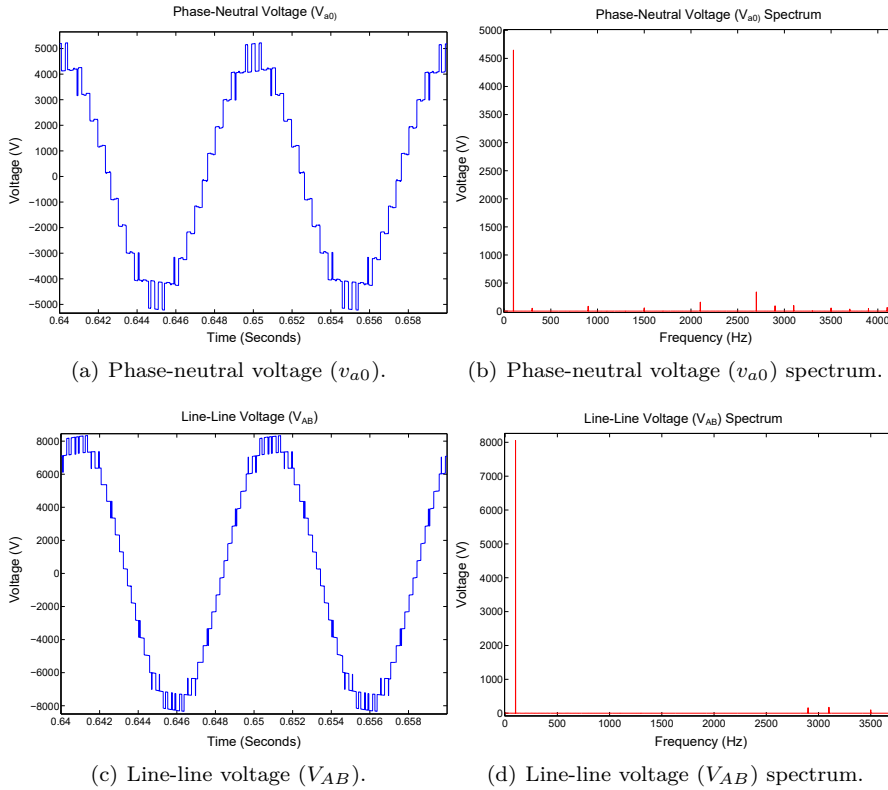 Phase-Neutral Voltage (Va0)
Voltage (V)
5000
4000
3000
2000
1000
0
−1000
−2000
−3000
−4000
−5000
0.64 0.642 0.644 0.646 0.648 0.65 0.652 0.654 0.656 0.658
Time (Seconds)
(a) Phase-neutral voltage (va0).
Phase-Neutral Voltage (Va0) Spectrum
Voltage (V)
5000
4500
4000
3500
3000
2500
2000
1500
1000
500
0
0 500 1000 1500 2000 2500 3000 3500 4000
Frequency (Hz)
(b) Phase-neutral voltage (va0) spectrum.
Line-Line Voltage (VAB)
Voltage (V)
8000
6000
4000
2000
0
−2000
−4000
−6000
−8000
0.64 0.642 0.644 0.646 0.648 0.65 0.652 0.654 0.656 0.658
Time (Seconds)
(c) Line-line voltage (VAB).
Line-Line Voltage (VAB) Spectrum
Voltage (V)
8000
7000
6000
5000
4000
3000
2000
1000
0
0 500 1000 1500 2000 2500 3000 3500
Frequency (Hz)
(d) Line-line voltage (VAB) spectrum.